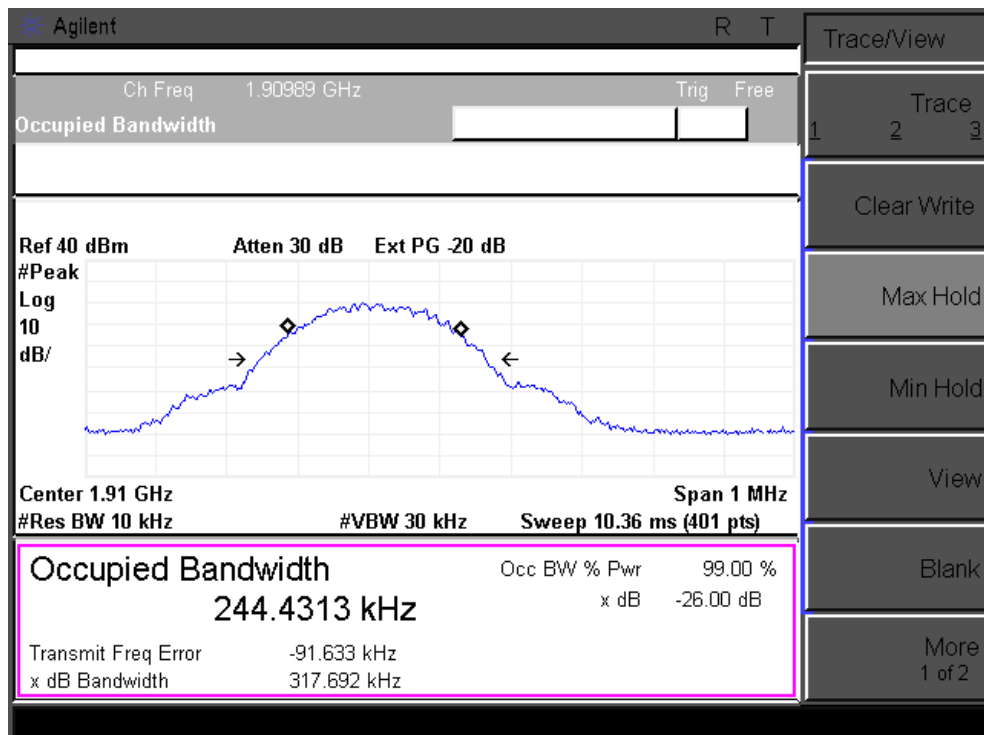 Agilent R T
Ch Freq 1.90989 GHz Trig Free
Occupied Bandwidth
Ref 40 dBm Atten 30 dB Ext PG -20 dB
#Peak
Log
10
dB/
Center 1.91 GHz Span 1 MHz
#Res BW 10 kHz #VBW 30 kHz Sweep 10.36 ms (401 pts)
Occupied Bandwidth
244.4313 kHz
Occ BW % Pwr 99.00 %
x dB -26.00 dB
Transmit Freq Error -91.633 kHz
x dB Bandwidth 317.692 kHz
Trace/View
Trace
1 2 3
Clear Write
Max Hold
Min Hold
View
Blank
More
1 of 2